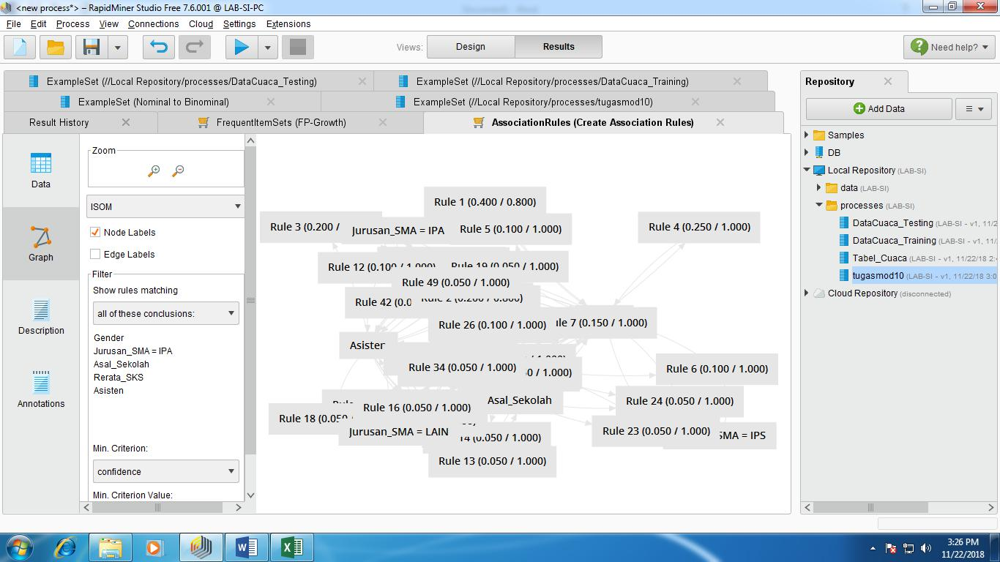 <new process*> – RapidMiner Studio Free 7.6.001 @ LAB-SI-PC
File Edit Process View Connections Cloud Settings Extensions
Views: Design Results Need help?
ExampleSet (//Local Repository/processes/DataCuaca_Testing)
ExampleSet (//Local Repository/processes/DataCuaca_Training)
ExampleSet (Nominal to Binominal)
ExampleSet (//Local Repository/processes/tugasmod10)
Result History
FrequentItemSets (FP-Growth)
AssociationRules (Create Association Rules)
Data
Graph
Description
Annotations
Zoom
ISOM
Node Labels
Edge Labels
Filter
Show rules matching
all of these conclusions:
Gender
Jurusan_SMA = IPA
Asal_Sekolah
Rerata_SKS
Asisten
Min. Criterion:
confidence
Min. Criterion Value:
Rule 1 (0.400 / 0.800)
Rule 3 (0.200 /
Jurusan_SMA = IPA
Rule 5 (0.100 / 1.000)
Rule 4 (0.250 / 1.000)
Rule 12 (0.100 / 1.000)
Rule 19 (0.050 / 1.000)
Rule 49 (0.050 / 1.000)
Rule 42 (0.0
Rule 2 (0.200 / 0.800)
Rule 26 (0.100 / 1.000)
ule 7 (0.150 / 1.000)
Asisten
Rule 34 (0.050 / 1.000)
50 / 1.000)
Rule 6 (0.100 / 1.000)
Asal_Sekolah
Rule 24 (0.050 / 1.000)
Rule 16 (0.050 / 1.000)
Rule 18 (0.050
Jurusan_SMA = LAIN
14 (0.050 / 1.000)
Rule 23 (0.050 / 1.000)
SMA = IPS
Rule 13 (0.050 / 1.000)
Repository
Add Data
Samples
DB
Local Repository (LAB-SI)
data (LAB-SI)
processes (LAB-SI)
DataCuaca_Testing (LAB-SI – v1, 11/2
DataCuaca_Training (LAB-SI – v1, 11/
Tabel_Cuaca (LAB-SI – v1, 11/22/18 2:4
tugasmod10 (LAB-SI – v1, 11/22/18 3:0
Cloud Repository (disconnected)
3:26 PM
11/22/2018